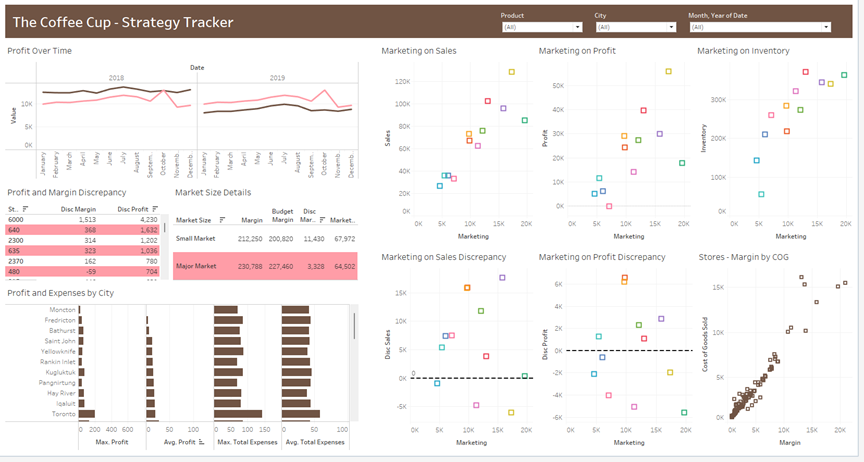 The Coffee Cup - Strategy Tracker
Product
(All)
City
(All)
Month, Year of Date
(All)
Profit Over Time
Date
2018
2019
Value
10K
5K
0K
January
February
March
April
May
June
July
August
Septem..
October
Novemb..
Decemb..
January
February
March
April
May
June
July
August
Septem..
October
Novemb..
Decemb..
Profit and Margin Discrepancy
St.. Disc Margin Disc Profit
6000 1,513 4,230
640 368 1,632
2300 314 1,202
635 323 1,036
2370 162 780
480 -59 704
Market Size Details
Market Size Margin Budget Margin Disc Mar.. Market..
Small Market 212,250 200,820 11,430 67,972
Major Market 230,788 227,460 3,328 64,502
Profit and Expenses by City
Moncton
Fredricton
Bathurst
Saint John
Yellowknife
Rankin Inlet
Kugluktuk
Pangnirtung
Hay River
Iqaluit
Toronto
0 200 400 600
Max. Profit
0 50 100
Avg. Profit
0 50 100 150
Max. Total Expenses
0 50 100
Avg. Total Expenses
Marketing on Sales
Sales
120K
100K
80K
60K
40K
20K
0K
0K 5K 10K 15K 20K
Marketing
Marketing on Profit
Profit
50K
40K
30K
20K
10K
0K
0K 5K 10K 15K 20K
Marketing
Marketing on Inventory
Inventory
300K
200K
100K
0K
0K 5K 10K 15K 20K
Marketing
Marketing on Sales Discrepancy
Disc Sales
15K
10K
5K
0K
-5K
0
0K 5K 10K 15K 20K
Marketing
Marketing on Profit Discrepancy
Disc Profit
6K
4K
2K
0K
-2K
-4K
-6K
0K 5K 10K 15K 20K
Marketing
Stores - Margin by COG
Cost of Goods Sold
15K
10K
5K
0K
0K 5K 10K 15K 20K
Margin